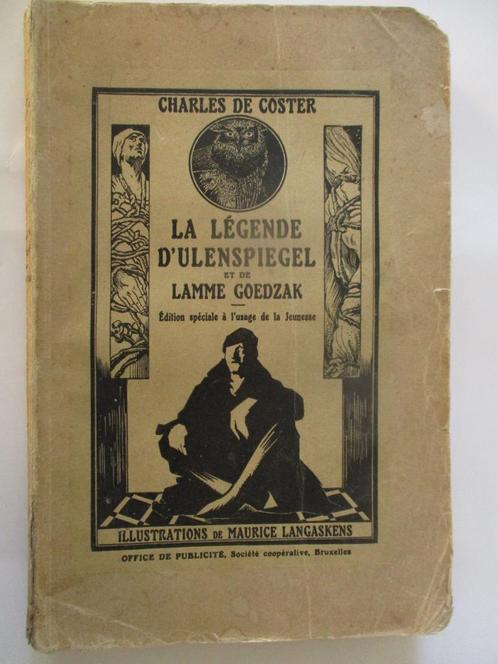 CHARLES DE COSTER
LA LÉGENDE
D'ULENSPIEGEL
ET DE
LAMME GOEDZAK
Édition spéciale à l'usage de la Jeunesse
ILLUSTRATIONS DE MAURICE LANGASKENS
OFFICE DE PUBLICITÉ, Société coopérative, Bruxelles